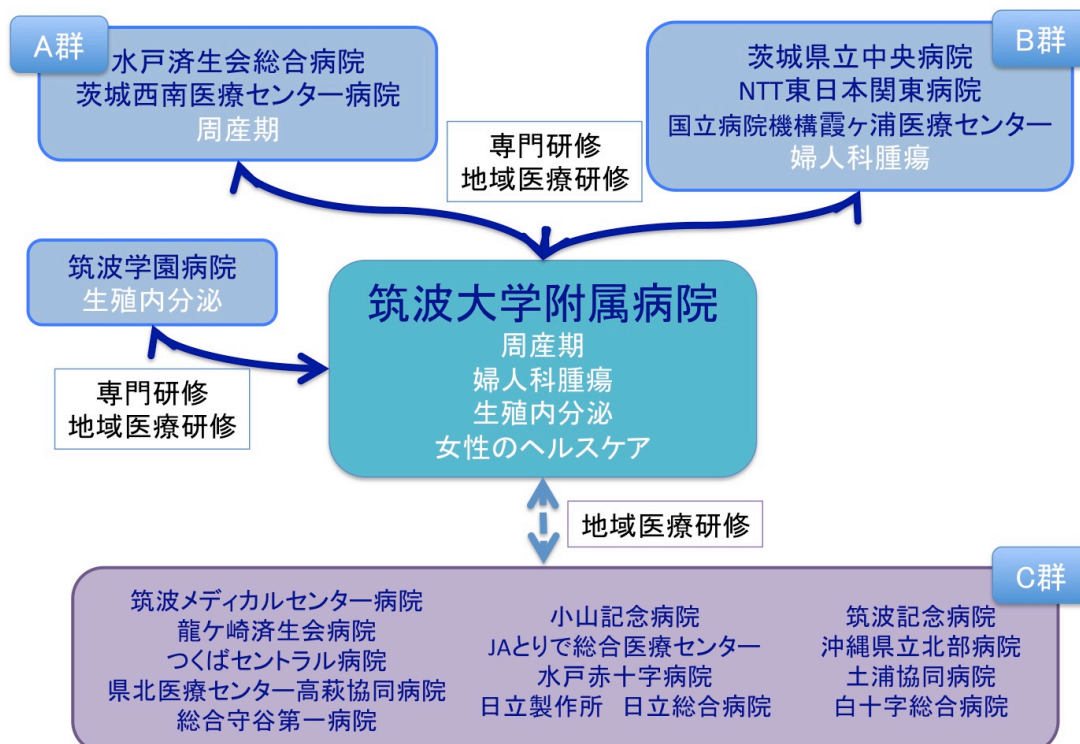 A群
水戸済生会総合病院
茨城西南医療センター病院
周産期
B群
茨城県立中央病院
NTT東日本関東病院
国立病院機構霞ヶ浦医療センター
婦人科腫瘍
専門研修
地域医療研修
筑波学園病院
生殖内分泌
専門研修
地域医療研修
筑波大学附属病院
周産期
婦人科腫瘍
生殖内分泌
女性のヘルスケア
地域医療研修
C群
筑波メディカルセンター病院
龍ケ崎済生会病院
つくばセントラル病院
県北医療センター高萩協同病院
総合守谷第一病院
小山記念病院
JAとりで総合医療センター
水戸赤十字病院
日立製作所 日立総合病院
筑波記念病院
沖縄県立北部病院
土浦協同病院
白十字総合病院